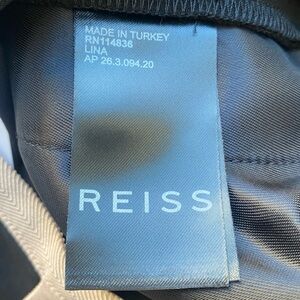 MADE IN TURKEY
RN114836
LINA
AP 26.3.094.20
REISS